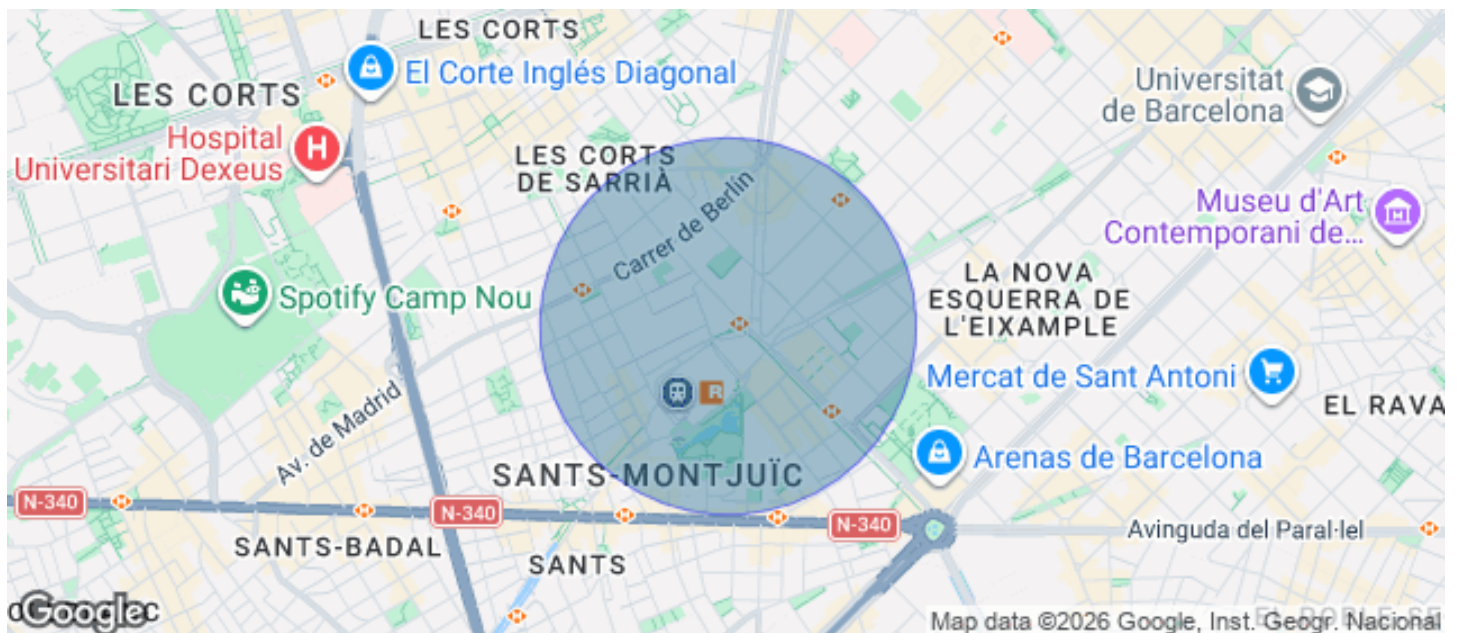 LES CORTS
El Corte Inglés Diagonal
LES CORTS
Universitat
de Barcelona
Hospital
Universitari Dexeus
H
LES CORTS
DE SARRIÀ
Carrer de Berlín
Museu d'Art
Contemporani de...
LA NOVA
ESQUERRA DE
L'EIXAMPLE
Spotify Camp Nou
Mercat de Sant Antoni
R
EL RAVA
Av. de Madrid
Arenas de Barcelona
SANTS-MONTJUÏC
N-340
N-340
N-340
Avinguda del Paral·lel
SANTS-BADAL
SANTS
Google
Map data ©2026 Google, Inst. Geogr. Nacional